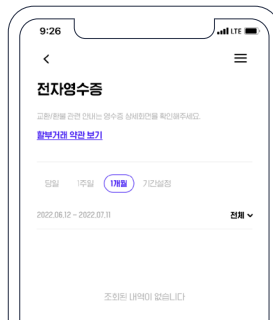 9:26
LTE
전자영수증
교환/환불 관련 안내는 영수증 상세화면을 확인해주세요.
할부거래 약관 보기
당일 1주일 1개월 기간설정
2022.06.12 ~ 2022.07.11 전체
조회된 내역이 없습니다